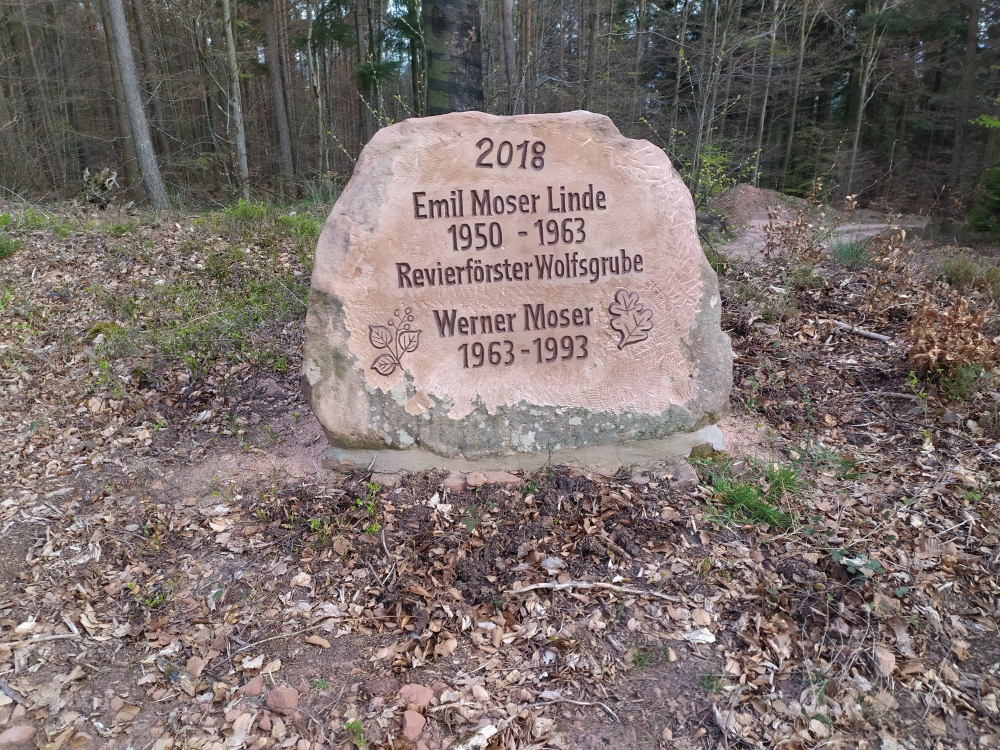 2018
Emil Moser Linde
1950 - 1963
Revierförster Wolfsgrube
Werner Moser
1963 - 1993